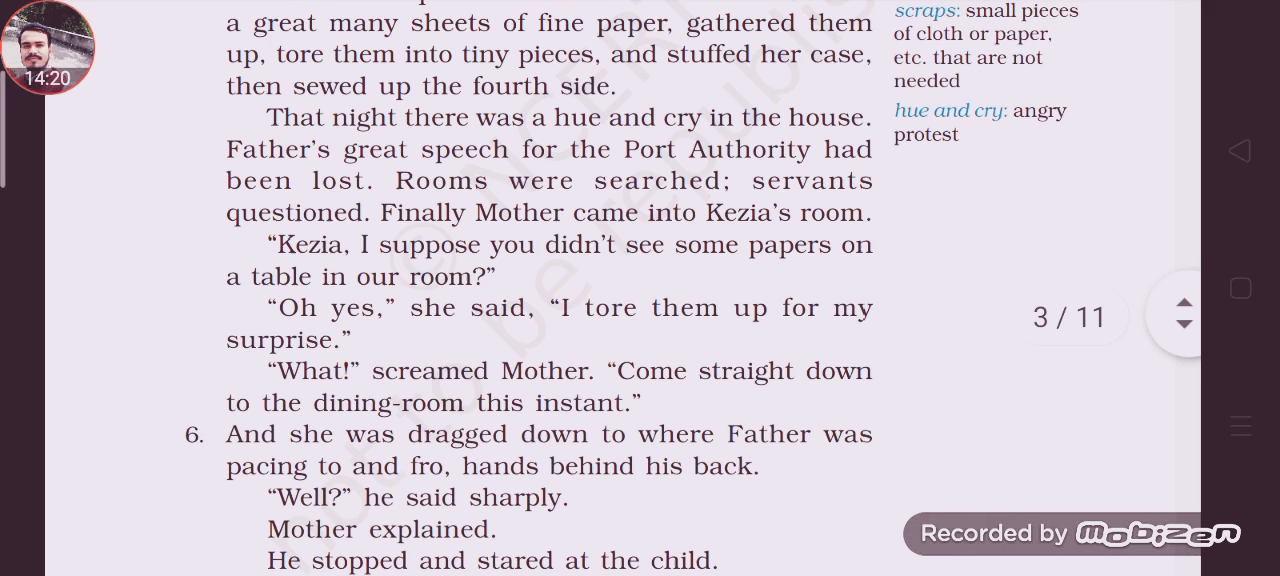 a great many sheets of fine paper, gathered them
up, tore them into tiny pieces, and stuffed her case,
then sewed up the fourth side.
That night there was a hue and cry in the house.
Father's great speech for the Port Authority had
been lost. Rooms were searched; servants
questioned. Finally Mother came into Kezia's room.
“Kezia, I suppose you didn't see some papers on
a table in our room?”
“Oh yes,” she said, “I tore them up for my
surprise.”
“What!” screamed Mother. “Come straight down
to the dining-room this instant.”
6. And she was dragged down to where Father was
pacing to and fro, hands behind his back.
“Well?” he said sharply.
Mother explained.
He stopped and stared at the child.
scraps: small pieces
of cloth or paper,
etc. that are not
needed
hue and cry: angry
protest
14:20
3 / 11
Recorded by mobizen
© NCERT
not to be republish